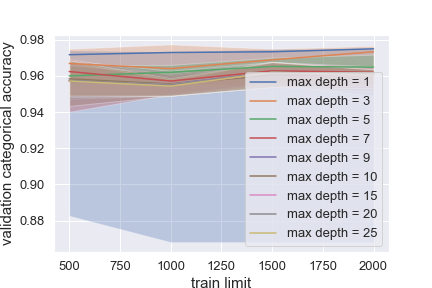 0.98
0.96
0.94
0.92
0.90
0.88
validation categorical accuracy
max depth = 1
max depth = 3
max depth = 5
max depth = 7
max depth = 9
max depth = 10
max depth = 15
max depth = 20
max depth = 25
500 750 1000 1250 1500 1750 2000
train limit